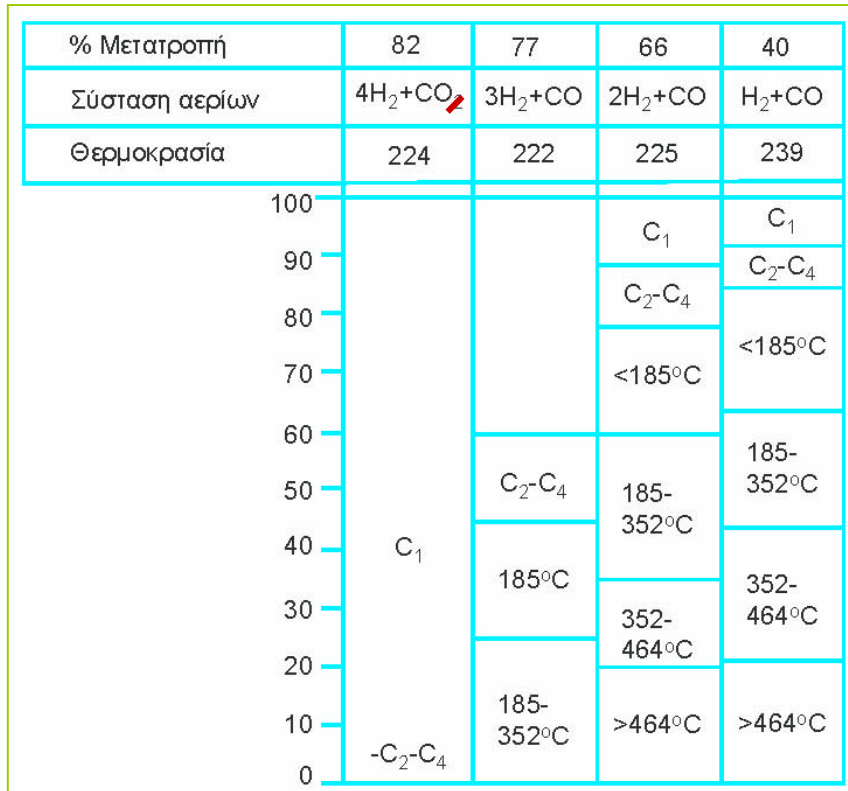 % Μετατροπή 82 77 66 40
Σύσταση αερίων 4H₂+CO₂ 3H₂+CO 2H₂+CO H₂+CO
Θερμοκρασία 224 222 225 239
100
90
80
70
60
50
40
30
20
10
0
C₁
-C₂-C₄
C₂-C₄
185°C
185-
352°C
C₁
C₂-C₄
<185°C
185-
352°C
352-
464°C
>464°C
C₁
C₂-C₄
<185°C
185-
352°C
352-
464°C
>464°C